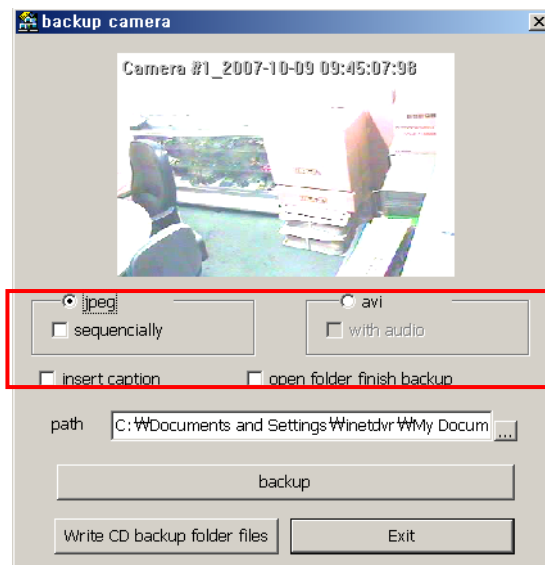 backup camera
Camera #1_2007-10-09 09:45:07:98
jpeg
avi
sequencially
with audio
insert caption
open folder finish backup
path
C:₩Documents and Settings₩inetdvr₩My Docum
...
backup
Write CD backup folder files
Exit